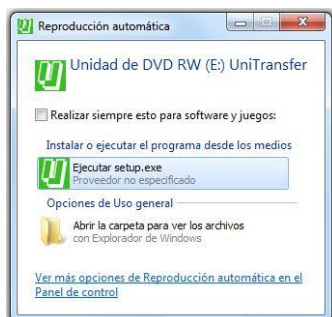 Reproducción automática
Unidad de DVD RW (E:) UniTransfer
Realizar siempre esto para software y juegos:
Instalar o ejecutar el programa desde los medios
Ejecutar setup.exe
Proveedor no especificado
Opciones de Uso general
Abrir la carpeta para ver los archivos
con Explorador de Windows
Ver más opciones de Reproducción automática en el
Panel de control